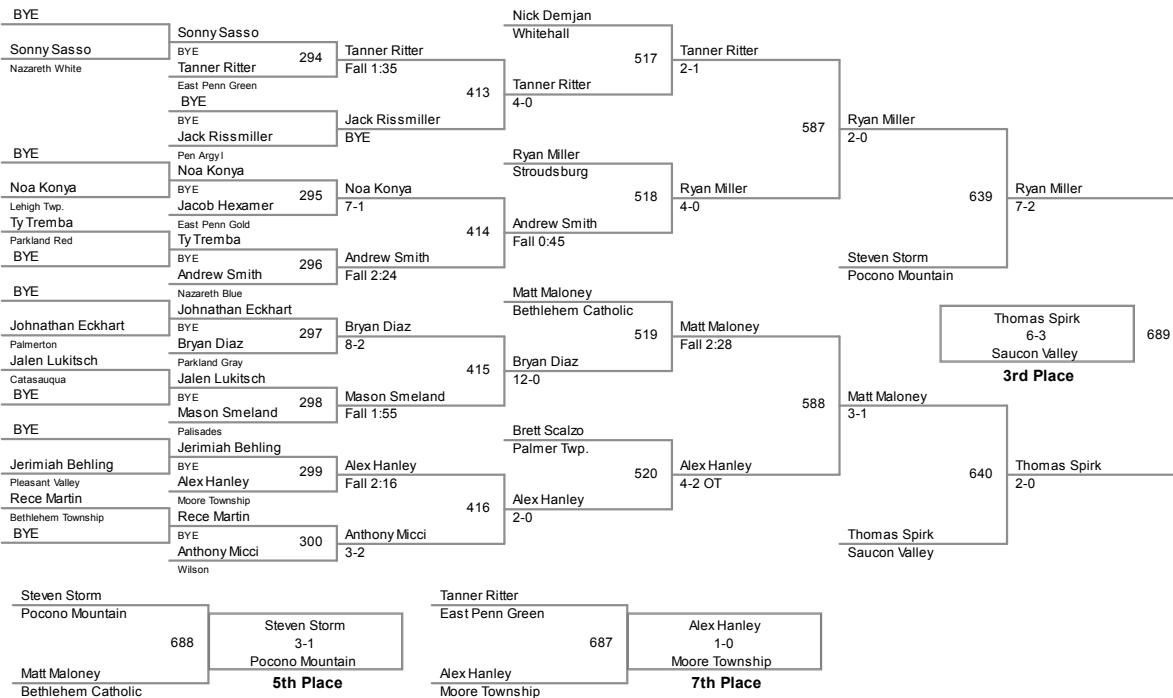 BYE
Sonny Sasso
Nazareth White
BYE
Noa Konya
Lehigh Twp.
Ty Tremba
Parkland Red
BYE
BYE
Johnathan Eckhart
Palmerton
Jalen Lukitsch
Catasauqua
BYE
BYE
Jerimiah Behling
Pleasant Valley
Rece Martin
Bethlehem Township
BYE
Sonny Sasso
BYE
294
Tanner Ritter
East Penn Green
BYE
BYE
Jack Rissmiller
Pen Argyl
Noa Konya
BYE
295
Jacob Hexamer
East Penn Gold
Ty Tremba
BYE
296
Andrew Smith
Nazareth Blue
Johnathan Eckhart
BYE
297
Bryan Diaz
Parkland Gray
Jalen Lukitsch
BYE
298
Mason Smeland
Palisades
Jerimiah Behling
BYE
299
Alex Hanley
Moore Township
Rece Martin
BYE
300
Anthony Micci
Wilson
Tanner Ritter
Fall 1:35
413
Jack Rissmiller
BYE
Noa Konya
7-1
414
Andrew Smith
Fall 2:24
Bryan Diaz
8-2
415
Mason Smeland
Fall 1:55
Alex Hanley
Fall 2:16
416
Anthony Micci
3-2
Nick Demjan
Whitehall
517
Tanner Ritter
4-0
Ryan Miller
Stroudsburg
518
Andrew Smith
Fall 0:45
Matt Maloney
Bethlehem Catholic
519
Bryan Diaz
12-0
Brett Scalzo
Palmer Twp.
520
Alex Hanley
2-0
Tanner Ritter
2-1
587
Ryan Miller
4-0
Matt Maloney
Fall 2:28
588
Alex Hanley
4-2 OT
Ryan Miller
2-0
639
Steven Storm
Pocono Mountain
Matt Maloney
3-1
640
Thomas Spirk
Saucon Valley
Ryan Miller
7-2
Thomas Spirk
6-3
Saucon Valley
689
3rd Place
Thomas Spirk
2-0
Steven Storm
Pocono Mountain
688
Matt Maloney
Bethlehem Catholic
Steven Storm
3-1
Pocono Mountain
5th Place
Tanner Ritter
East Penn Green
687
Alex Hanley
Moore Township
Alex Hanley
1-0
Moore Township
7th Place